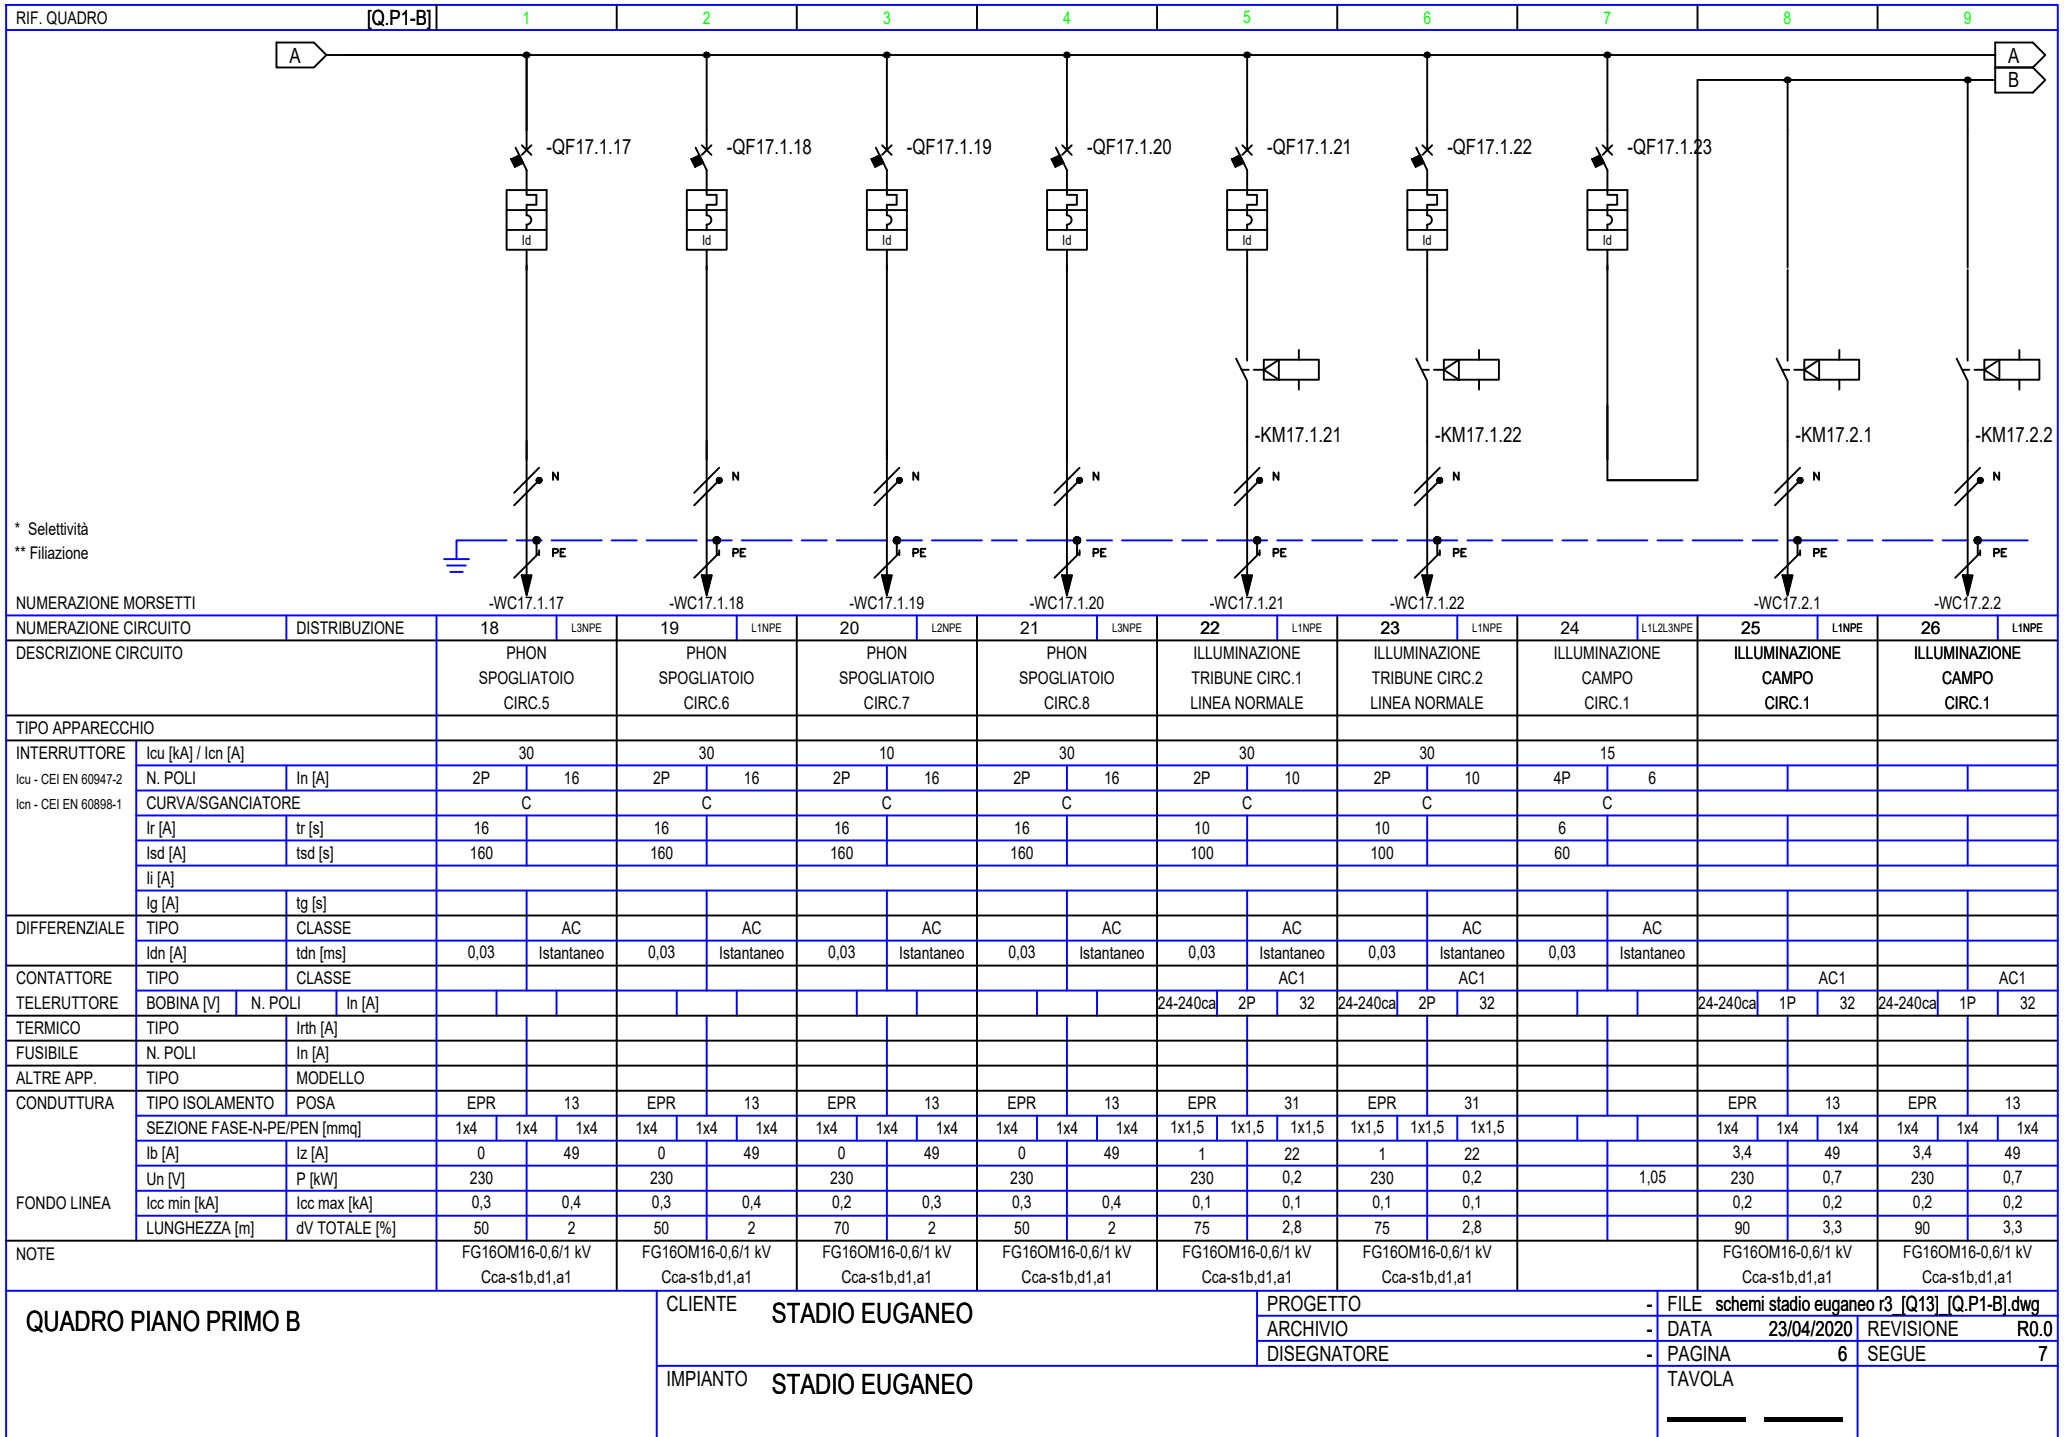 RIF. QUADRO [Q.P1-B] 1 2 3 4 5 6 7 8 9
A A
B
-QF17.1.17 -QF17.1.18 -QF17.1.19 -QF17.1.20 -QF17.1.21 -QF17.1.22 -QF17.1.23
Id Id Id Id Id Id Id
-KM17.1.21 -KM17.1.22 -KM17.2.1 -KM17.2.2
N N N N N N N N
* Selettività
** Filiazione
PE PE PE PE PE PE PE PE
NUMERAZIONE MORSETTI -WC17.1.17 -WC17.1.18 -WC17.1.19 -WC17.1.20 -WC17.1.21 -WC17.1.22 -WC17.2.1 -WC17.2.2
NUMERAZIONE CIRCUITO DISTRIBUZIONE 18 L3NPE 19 L1NPE 20 L2NPE 21 L3NPE 22 L1NPE 23 L1NPE 24 L1L2L3NPE 25 L1NPE 26 L1NPE
DESCRIZIONE CIRCUITO PHON PHON PHON PHON ILLUMINAZIONE ILLUMINAZIONE ILLUMINAZIONE ILLUMINAZIONE ILLUMINAZIONE
SPOGLIATOIO SPOGLIATOIO SPOGLIATOIO SPOGLIATOIO TRIBUNE CIRC.1 TRIBUNE CIRC.2 CAMPO CAMPO CAMPO
CIRC.5 CIRC.6 CIRC.7 CIRC.8 LINEA NORMALE LINEA NORMALE CIRC.1 CIRC.1 CIRC.1
TIPO APPARECCHIO
INTERRUTTORE Icu [kA] / Icn [A] 30 30 10 30 30 30 15
Icu - CEI EN 60947-2 N. POLI In [A] 2P 16 2P 16 2P 16 2P 16 2P 10 2P 10 4P 6
Icn - CEI EN 60898-1 CURVA/SGANCIATORE C C C C C C C
Ir [A] tr [s] 16 16 16 16 10 10 6
Isd [A] tsd [s] 160 160 160 160 100 100 60
Ii [A]
Ig [A] tg [s]
DIFFERENZIALE TIPO CLASSE AC AC AC AC AC AC AC
Idn [A] tdn [ms] 0,03 Istantaneo 0,03 Istantaneo 0,03 Istantaneo 0,03 Istantaneo 0,03 Istantaneo 0,03 Istantaneo 0,03 Istantaneo
CONTATTORE TIPO CLASSE AC1 AC1 AC1 AC1
TELERUTTORE BOBINA [V] N. POLI In [A] 24-240ca 2P 32 24-240ca 2P 32 24-240ca 1P 32 24-240ca 1P 32
TERMICO TIPO Irth [A]
FUSIBILE N. POLI In [A]
ALTRE APP. TIPO MODELLO
CONDUTTURA TIPO ISOLAMENTO POSA EPR 13 EPR 13 EPR 13 EPR 13 EPR 31 EPR 31 EPR 13 EPR 13
SEZIONE FASE-N-PE/PEN [mmq] 1x4 1x4 1x4 1x4 1x4 1x4 1x4 1x4 1x4 1x4 1x4 1x4 1x1,5 1x1,5 1x1,5 1x1,5 1x1,5 1x1,5 1x4 1x4 1x4 1x4 1x4 1x4
Ib [A] Iz [A] 0 49 0 49 0 49 0 49 1 22 1 22 3,4 49 3,4 49
Un [V] P [kW] 230 230 230 230 230 0,2 230 0,2 1,05 230 0,7 230 0,7
FONDO LINEA Icc min [kA] Icc max [kA] 0,3 0,4 0,3 0,4 0,2 0,3 0,3 0,4 0,1 0,1 0,1 0,1 0,2 0,2 0,2 0,2
LUNGHEZZA [m] dV TOTALE [%] 50 2 50 2 70 2 50 2 75 2,8 75 2,8 90 3,3 90 3,3
NOTE FG16OM16-0,6/1 kV FG16OM16-0,6/1 kV FG16OM16-0,6/1 kV FG16OM16-0,6/1 kV FG16OM16-0,6/1 kV FG16OM16-0,6/1 kV FG16OM16-0,6/1 kV FG16OM16-0,6/1 kV
Cca-s1b,d1,a1 Cca-s1b,d1,a1 Cca-s1b,d1,a1 Cca-s1b,d1,a1 Cca-s1b,d1,a1 Cca-s1b,d1,a1 Cca-s1b,d1,a1 Cca-s1b,d1,a1
QUADRO PIANO PRIMO B
CLIENTE STADIO EUGANEO
IMPIANTO STADIO EUGANEO
PROGETTO - FILE schemi stadio euganeo r3_[Q13]_[Q.P1-B].dwg
ARCHIVIO - DATA 23/04/2020 REVISIONE R0.0
DISEGNATORE - PAGINA 6 SEGUE 7
TAVOLA